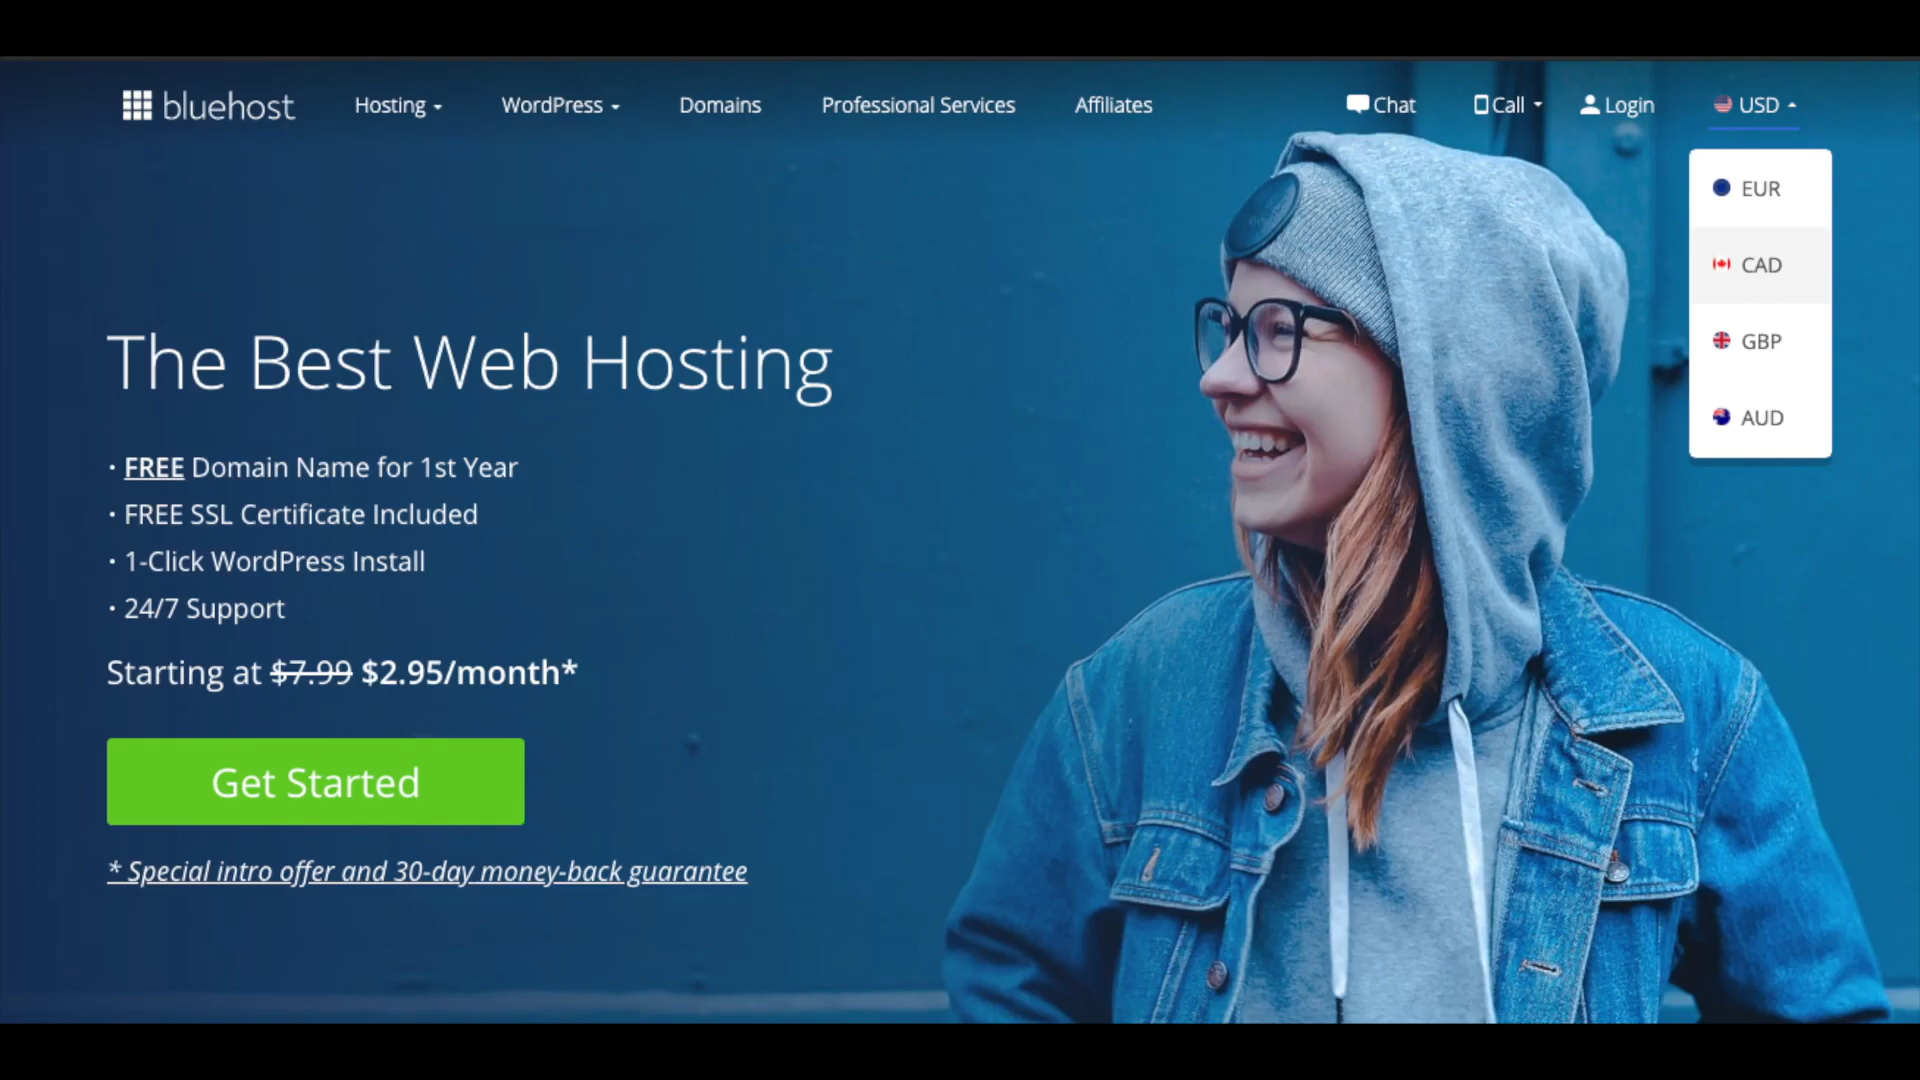 bluehost
Hosting
WordPress
Domains
Professional Services
Affiliates
Chat
Call
Login
USD
EUR
CAD
GBP
AUD
The Best Web Hosting
· FREE Domain Name for 1st Year
· FREE SSL Certificate Included
· 1-Click WordPress Install
· 24/7 Support
Starting at $7.99 $2.95/month*
Get Started
* Special intro offer and 30-day money-back guarantee